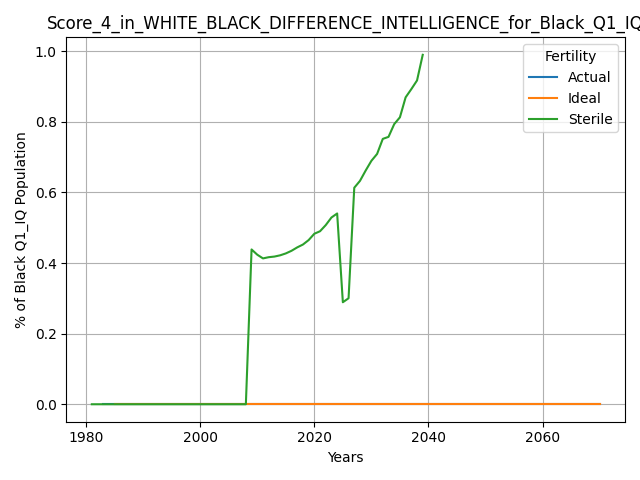 Score_4_in_WHITE_BLACK_DIFFERENCE_INTELLIGENCE_for_Black_Q1_IQ
Fertility
Actual
Ideal
Sterile
% of Black Q1_IQ Population
1.0
0.8
0.6
0.4
0.2
0.0
1980 2000 2020 2040 2060
Years